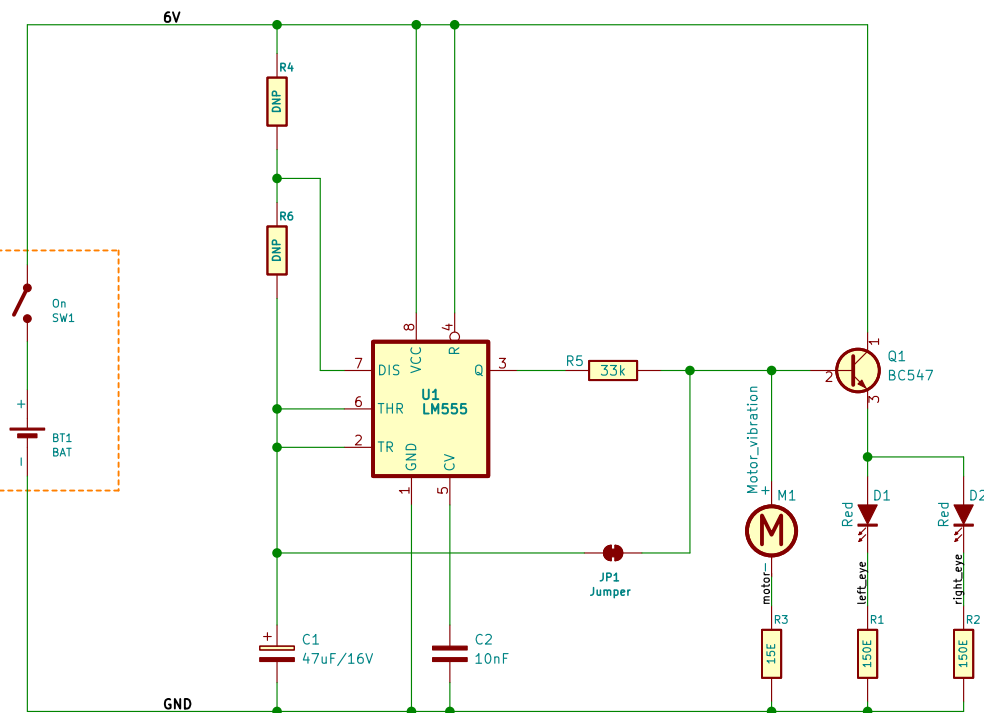 6V
R4
DNP
R6
DNP
On
SW1
+
BT1
BAT
−
8
4
VCC
R
7
DIS
Q
3
U1
LM555
6
THR
2
TR
GND
CV
1
5
R5
33k
1
Q1
2
BC547
3
Motor_vibration
+
M1
M
motor−
D1
Red
D2
Red
left_eye
right_eye
JP1
Jumper
+
C1
47uF/16V
C2
10nF
R3
15E
R1
150E
R2
150E
GND